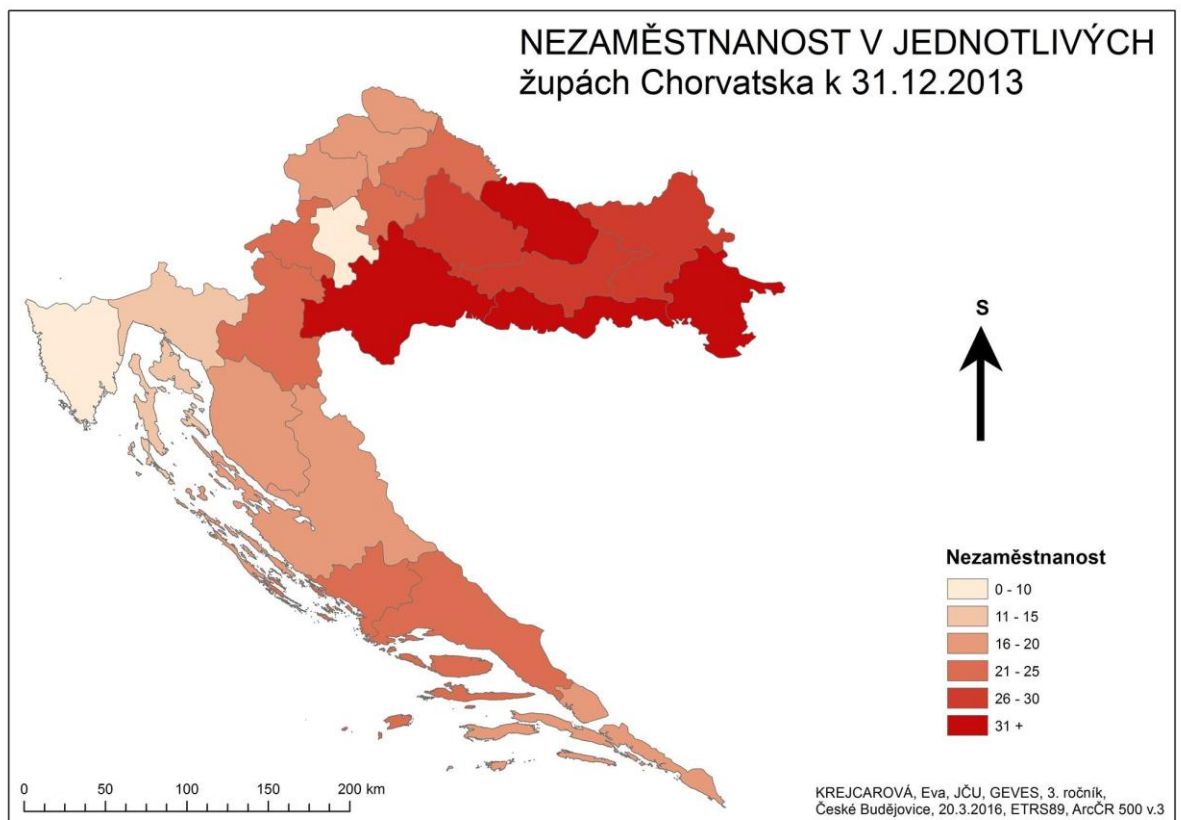 NEZAMĚSTNANOST V JEDNOTLIVÝCH
župách Chorvatska k 31.12.2013
S
Nezaměstnanost
0 - 10
11 - 15
16 - 20
21 - 25
26 - 30
31 +
0 50 100 150 200 km
KREJCAROVÁ, Eva, JČU, GEVES, 3. ročník,
České Budějovice, 20.3.2016, ETRS89, ArcČR 500 v.3